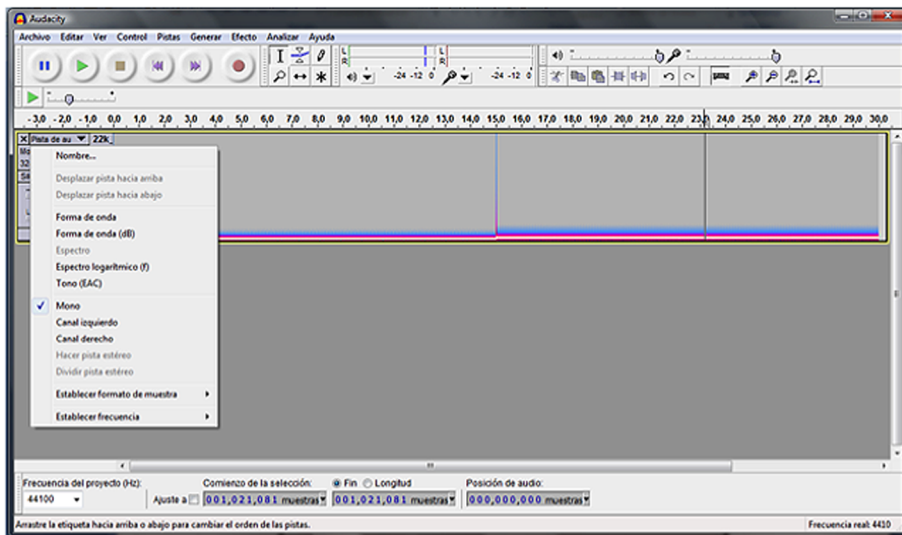 Audacity
Archivo Editar Ver Control Pistas Generar Efecto Analizar Ayuda
L R -24 -12 0 L R -24 -12 0
-3,0 -2,0 -1,0 0,0 1,0 2,0 3,0 4,0 5,0 6,0 7,0 8,0 9,0 10,0 11,0 12,0 13,0 14,0 15,0 16,0 17,0 18,0 19,0 20,0 21,0 22,0 23,0 24,0 25,0 26,0 27,0 28,0 29,0 30,0
X Pista de au 22k
Nombre...
Desplazar pista hacia arriba
Desplazar pista hacia abajo
Forma de onda
Forma de onda (dB)
Espectro
Espectro logarítmico (f)
Tono (EAC)
Mono
Canal izquierdo
Canal derecho
Hacer pista estéreo
Dividir pista estéreo
Establecer formato de muestra
Establecer frecuencia
Frecuencia del proyecto (Hz): Comienzo de la selección: Fin Longitud Posición de audio:
44100 Ajuste a 001,021,081 muestras 001,021,081 muestras 000,000,000 muestras
Arrastre la etiqueta hacia arriba o abajo para cambiar el orden de las pistas. Frecuencia real: 4410